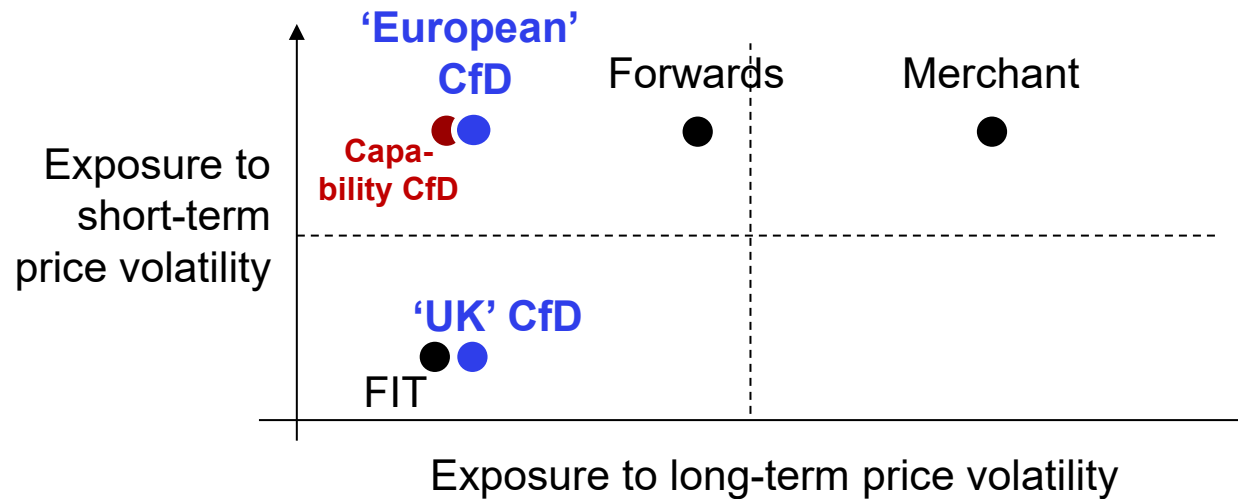 ‘European’
CfD
Forwards
Merchant
Capa-
bility CfD
Exposure to
short-term
price volatility
‘UK’ CfD
FIT
Exposure to long-term price volatility